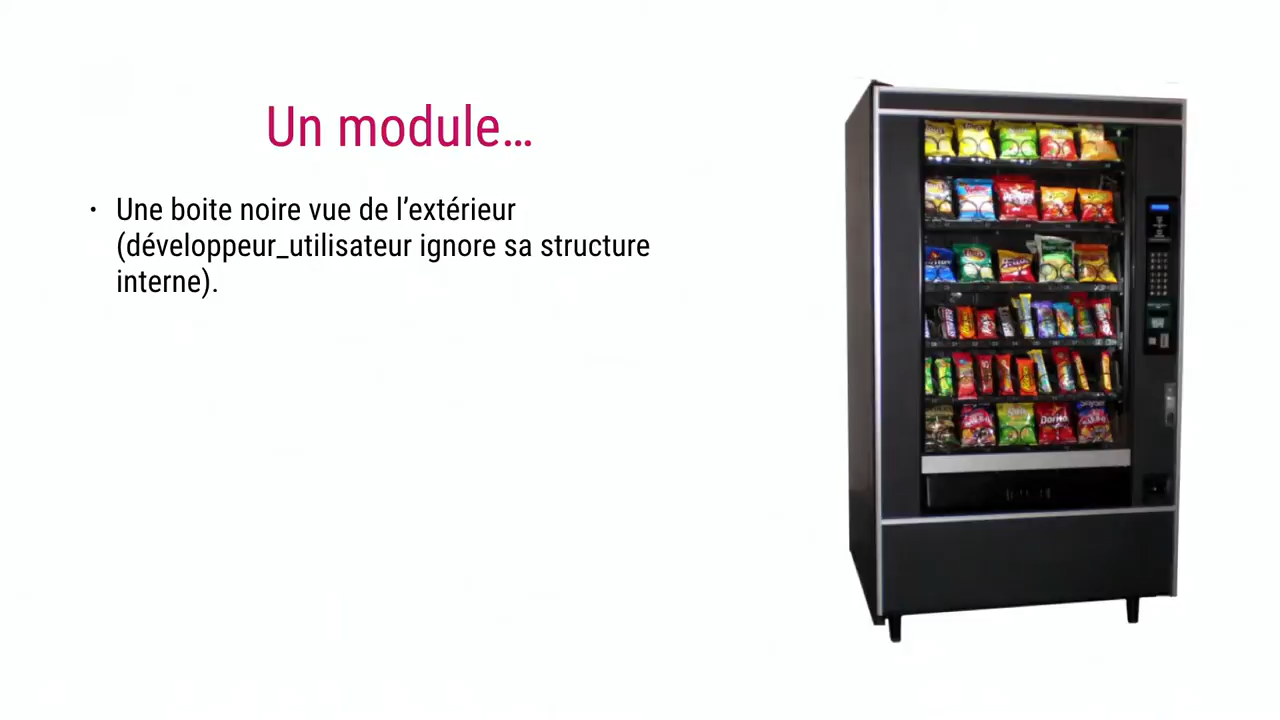 Un module…
• Une boite noire vue de l’extérieur
(développeur_utilisateur ignore sa structure
interne).